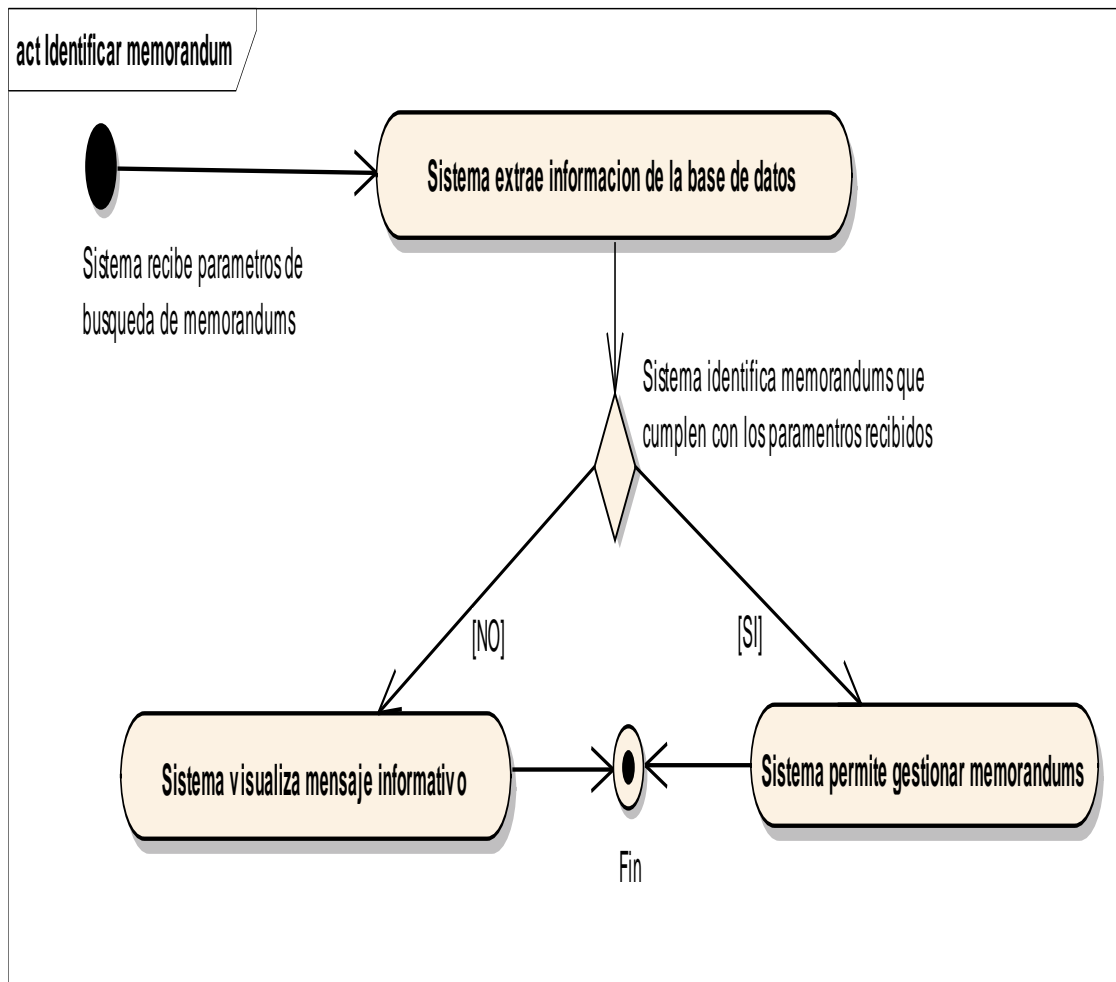 act Identificar memorandum
Sistema extrae informacion de la base de datos
Sistema recibe parametros de
busqueda de memorandums
Sistema identifica memorandums que
cumplen con los paramentros recibidos
[NO]
[SI]
Sistema visualiza mensaje informativo
Sistema permite gestionar memorandums
Fin